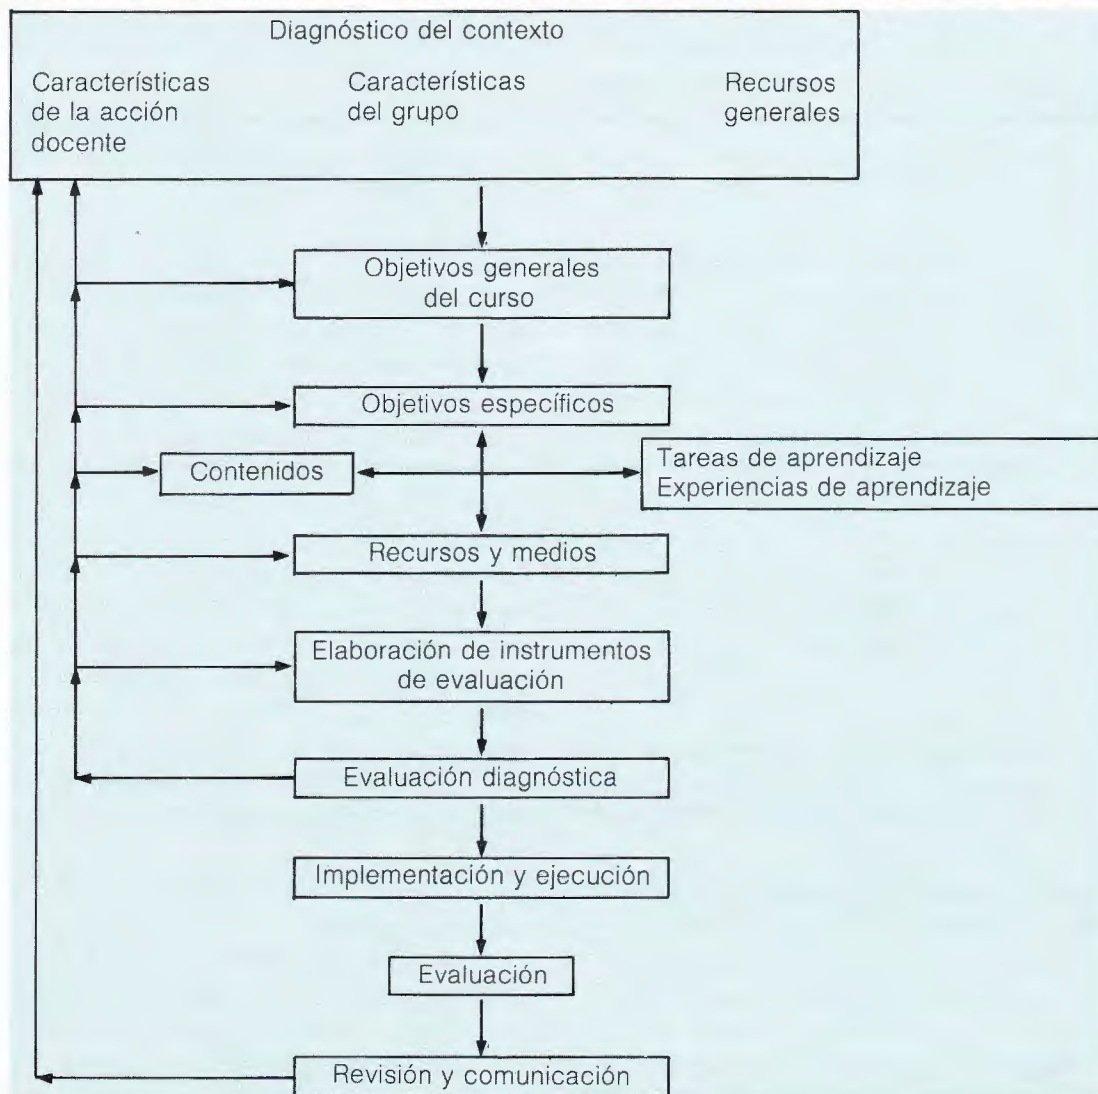 Diagnóstico del contexto
Características
de la acción
docente
Características
del grupo
Recursos
generales
Objetivos generales
del curso
Objetivos específicos
Contenidos
Tareas de aprendizaje
Experiencias de aprendizaje
Recursos y medios
Elaboración de instrumentos
de evaluación
Evaluación diagnóstica
Implementación y ejecución
Evaluación
Revisión y comunicación